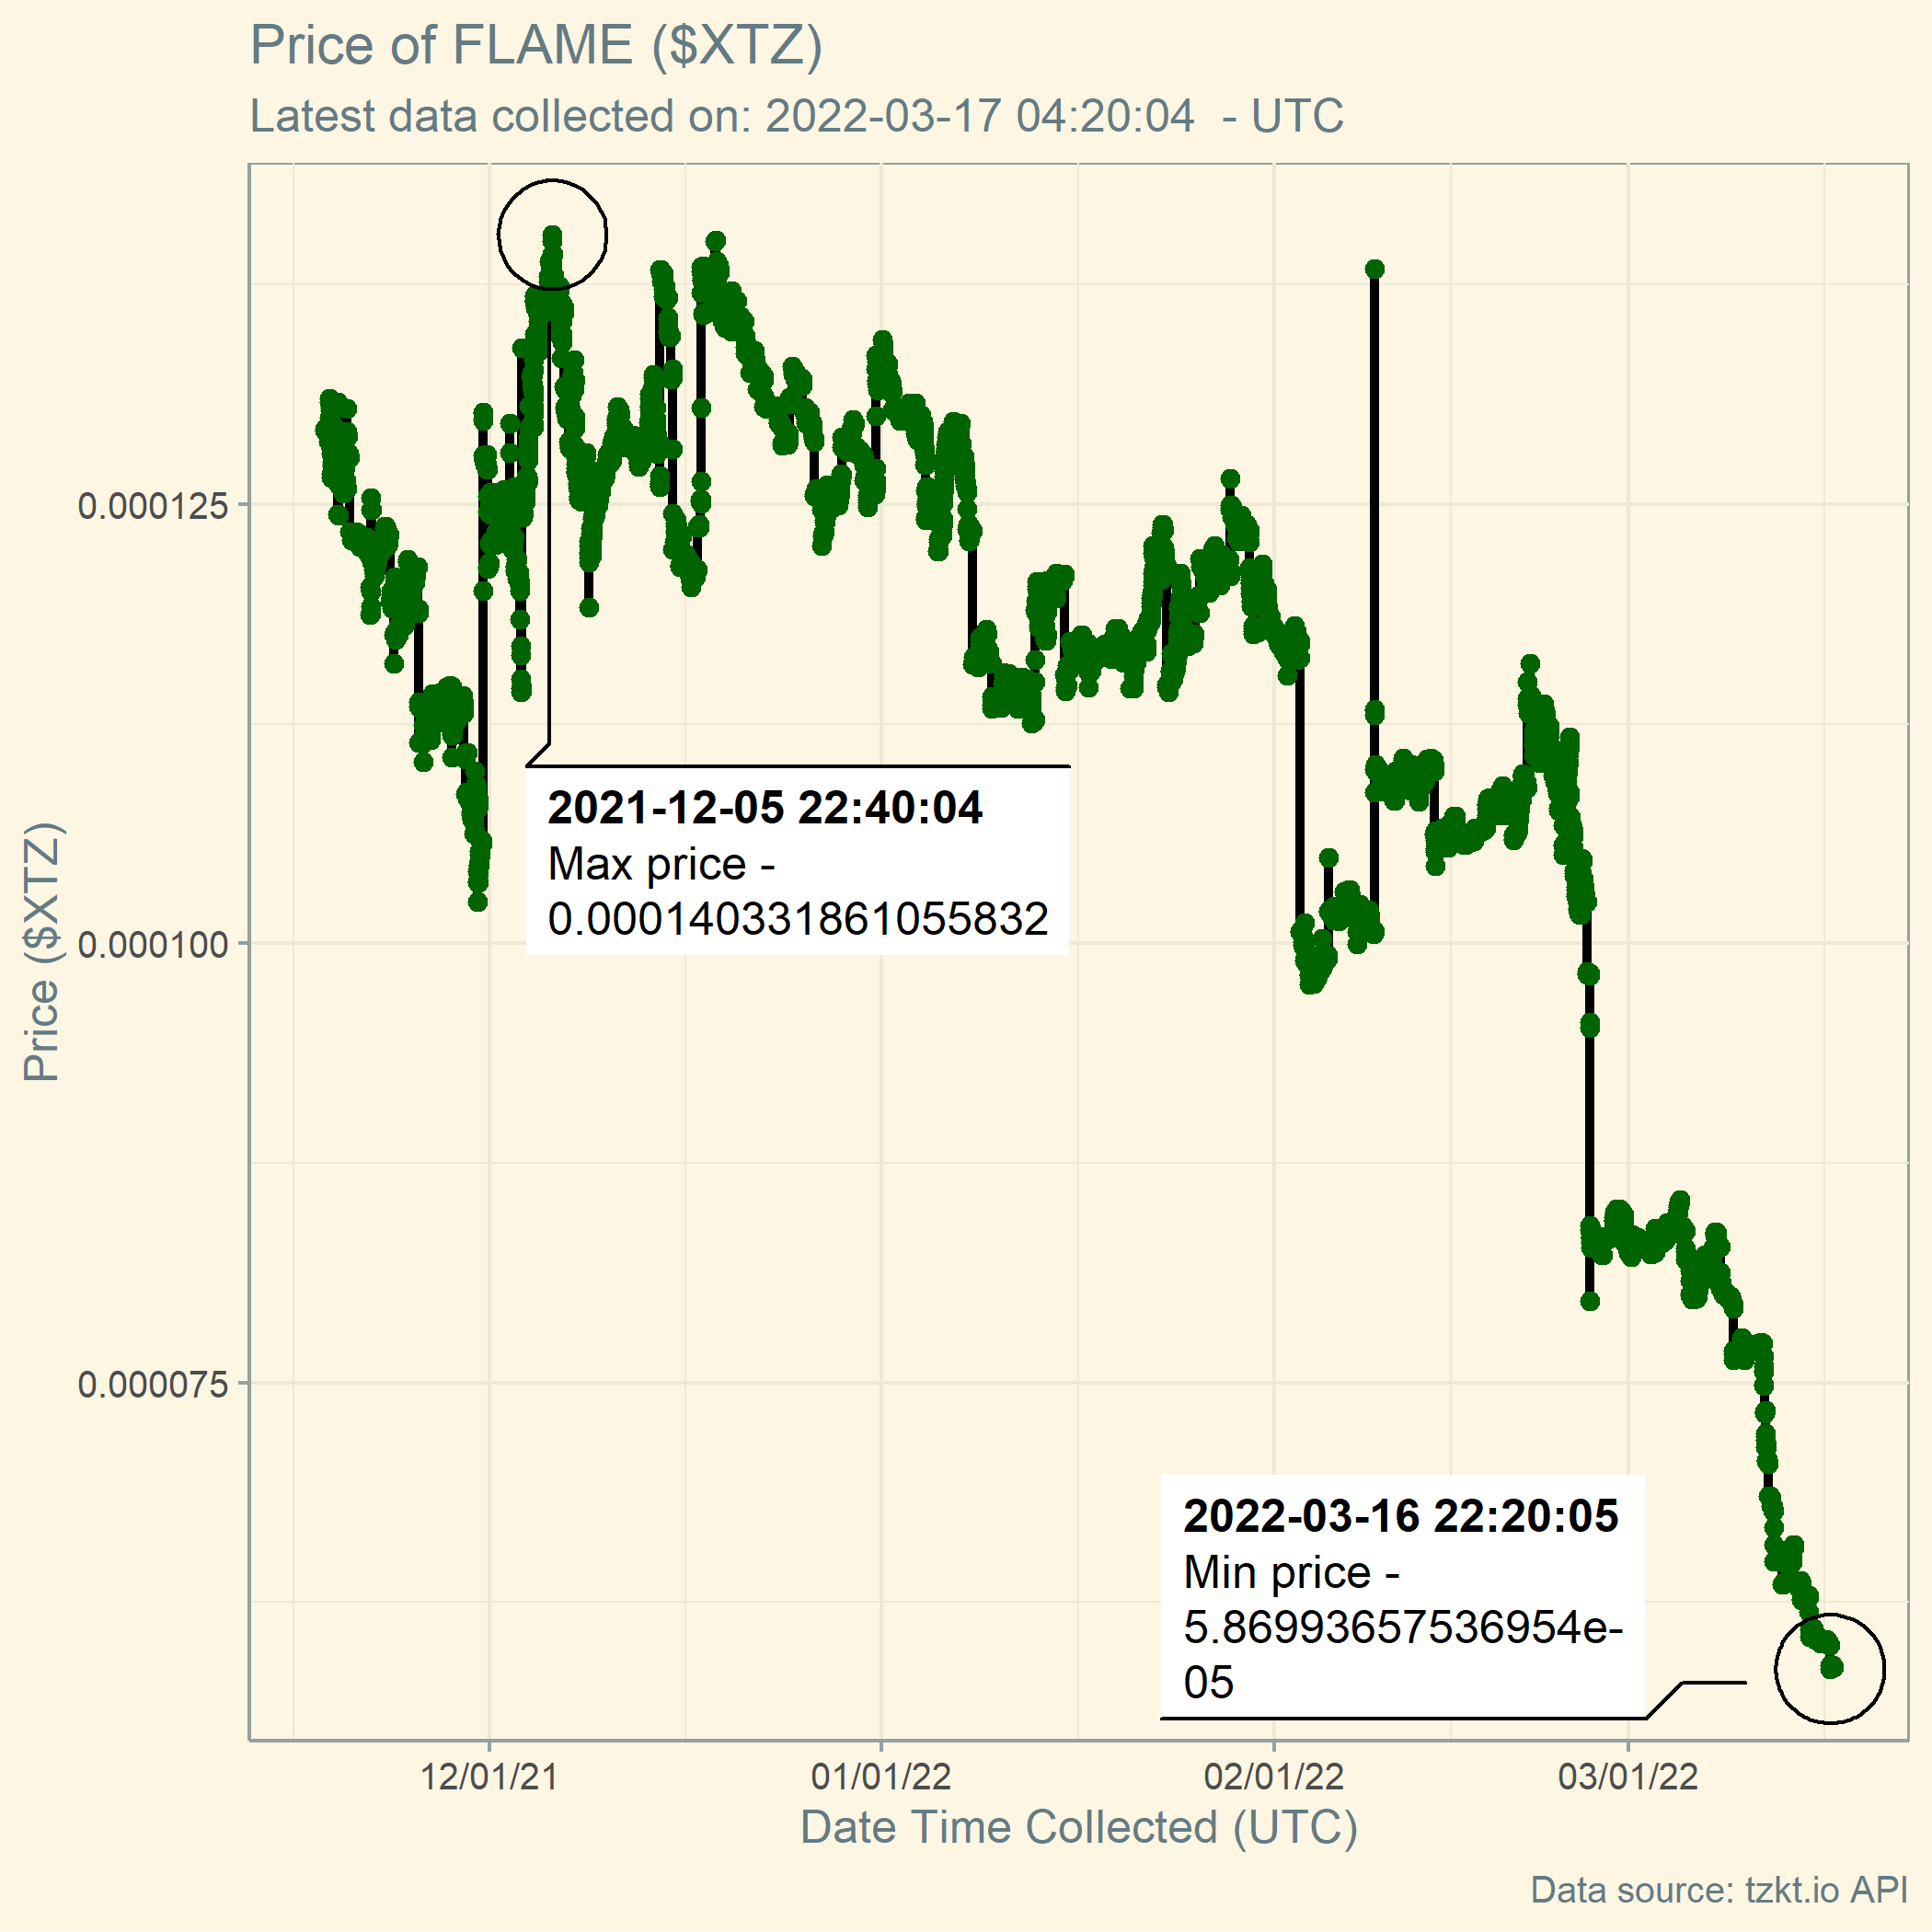 Price of FLAME ($XTZ)
Latest data collected on: 2022-03-17 04:20:04  - UTC
Price ($XTZ)
0.000125
0.000100
0.000075
2021-12-05 22:40:04
Max price -
0.000140331861055832
2022-03-16 22:20:05
Min price -
5.86993657536954e-
05
12/01/21
01/01/22
02/01/22
03/01/22
Date Time Collected (UTC)
Data source: tzkt.io API